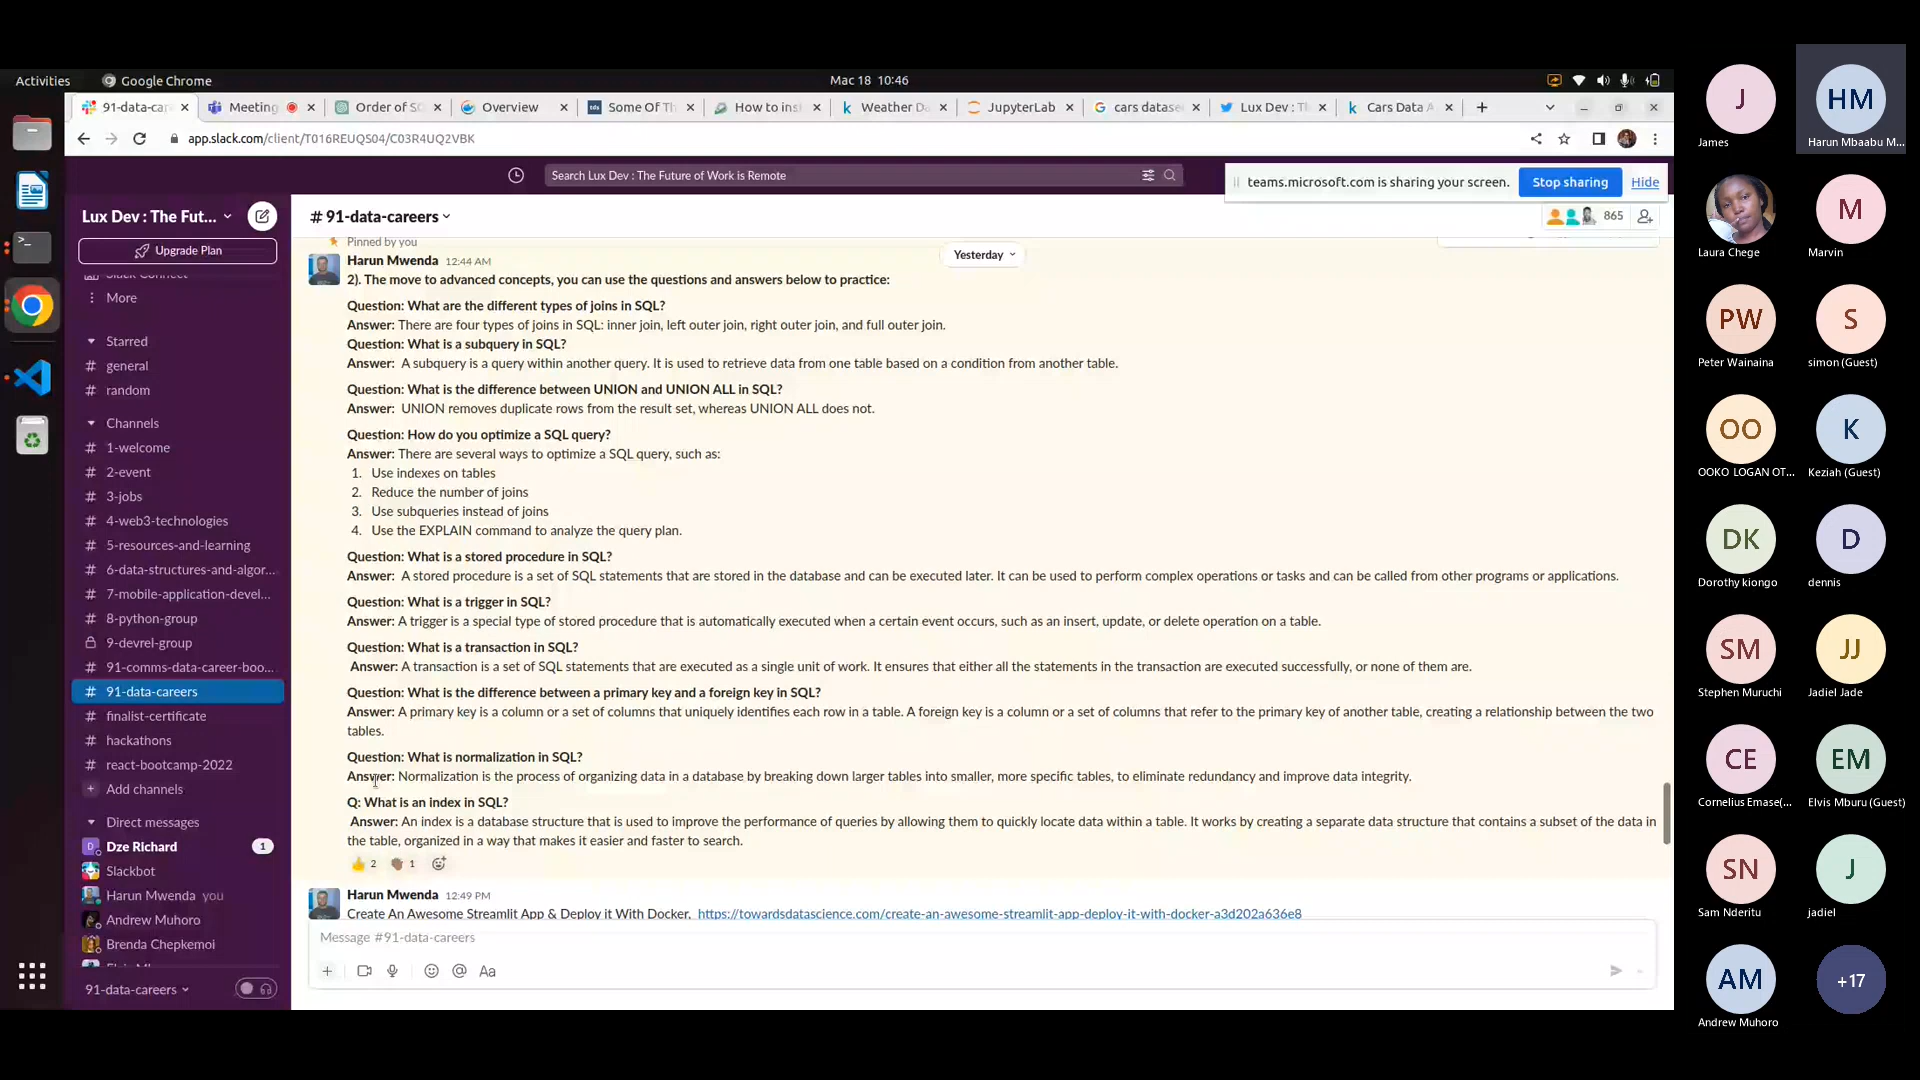 Activities
Google Chrome
Mac 18 10:46
91-data-car
Meeting
Order of S
Overview
Some Of Th
How to ins
Weather D
JupyterLab
cars datase
Lux Dev : T
Cars Data A
app.slack.com/client/T016REUQS04/C03R4UQ2VBK
Search Lux Dev : The Future of Work is Remote
teams.microsoft.com is sharing your screen.
Stop sharing
Hide
Lux Dev : The Fut...
Upgrade Plan
Slack Connect
More
Starred
general
random
Channels
# 1-welcome
# 2-event
# 3-jobs
# 4-web3-technologies
# 5-resources-and-learning
# 6-data-structures-and-algor...
# 7-mobile-application-devel...
# 8-python-group
9-devrel-group
# 91-comms-data-career-boo...
# 91-data-careers
# finalist-certificate
# hackathons
# react-bootcamp-2022
+ Add channels
Direct messages
Dze Richard 1
Slackbot
Harun Mwenda you
Andrew Muhoro
Brenda Chepkemoi
91-data-careers
# 91-data-careers
865
Pinned by you
Yesterday
Harun Mwenda 12:44 AM
2). The move to advanced concepts, you can use the questions and answers below to practice:
Question: What are the different types of joins in SQL?
Answer: There are four types of joins in SQL: inner join, left outer join, right outer join, and full outer join.
Question: What is a subquery in SQL?
Answer: A subquery is a query within another query. It is used to retrieve data from one table based on a condition from another table.
Question: What is the difference between UNION and UNION ALL in SQL?
Answer: UNION removes duplicate rows from the result set, whereas UNION ALL does not.
Question: How do you optimize a SQL query?
Answer: There are several ways to optimize a SQL query, such as:
1. Use indexes on tables
2. Reduce the number of joins
3. Use subqueries instead of joins
4. Use the EXPLAIN command to analyze the query plan.
Question: What is a stored procedure in SQL?
Answer: A stored procedure is a set of SQL statements that are stored in the database and can be executed later. It can be used to perform complex operations or tasks and can be called from other programs or applications.
Question: What is a trigger in SQL?
Answer: A trigger is a special type of stored procedure that is automatically executed when a certain event occurs, such as an insert, update, or delete operation on a table.
Question: What is a transaction in SQL?
Answer: A transaction is a set of SQL statements that are executed as a single unit of work. It ensures that either all the statements in the transaction are executed successfully, or none of them are.
Question: What is the difference between a primary key and a foreign key in SQL?
Answer: A primary key is a column or a set of columns that uniquely identifies each row in a table. A foreign key is a column or a set of columns that refer to the primary key of another table, creating a relationship between the two
tables.
Question: What is normalization in SQL?
Answer: Normalization is the process of organizing data in a database by breaking down larger tables into smaller, more specific tables, to eliminate redundancy and improve data integrity.
Q: What is an index in SQL?
Answer: An index is a database structure that is used to improve the performance of queries by allowing them to quickly locate data within a table. It works by creating a separate data structure that contains a subset of the data in
the table, organized in a way that makes it easier and faster to search.
2 1
Harun Mwenda 12:49 PM
Create An Awesome Streamlit App & Deploy it With Docker, https://towardsdatascience.com/create-an-awesome-streamlit-app-deploy-it-with-docker-a3d202a636e8
Message #91-data-careers
Aa
J HM
James Harun Mbaabu M...
M
Laura Chege Marvin
PW S
Peter Wainaina simon (Guest)
OO K
OOKO LOGAN OT... Keziah (Guest)
DK D
Dorothy kiongo dennis
SM JJ
Stephen Muruchi Jadiel Jade
CE EM
Cornelius Emase(... Elvis Mburu (Guest)
SN J
Sam Nderitu jadiel
AM +17
Andrew Muhoro